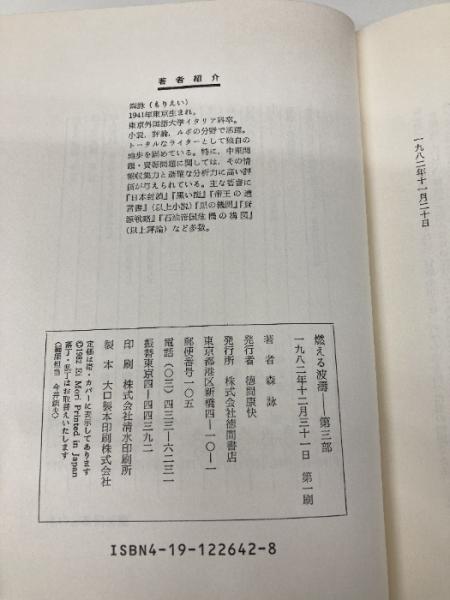 著者紹介
森詠（もりえい）
1941年東京生まれ。
東京外国語大学イタリア科卒。
小説、評論、ルポの分野で活躍。
トータルなライターとして独自の
地歩を固めている。特に、中東問
題・資源問題に関しては、その情
報収集力と緻密な分析力に高い評
価が与えられている。主な著書に
『日本封鎖』『黒い龍』『帝王の遺
言書』（以上小説）『黒の機関』『資
源戦略』『石油帝国危機の構図』
（以上評論）など多数。
一九八二年十一月二十日
燃える波濤 第三部
一九八二年十二月三十一日 第一刷
著者 森詠
発行者 徳間康快
発行所 株式会社徳間書店
東京都港区新橋四―一〇―一
郵便番号一〇五
電話（〇三）四三三―六二三一
振替東京四―四四三九二
印刷 株式会社清水印刷所
製本 大口製本印刷株式会社
定価は帯・カバーに表示してあります
©1982 Ei Mori Printed in Japan
落丁・乱丁はお取替えいたします
ISBN4-19-122642-8